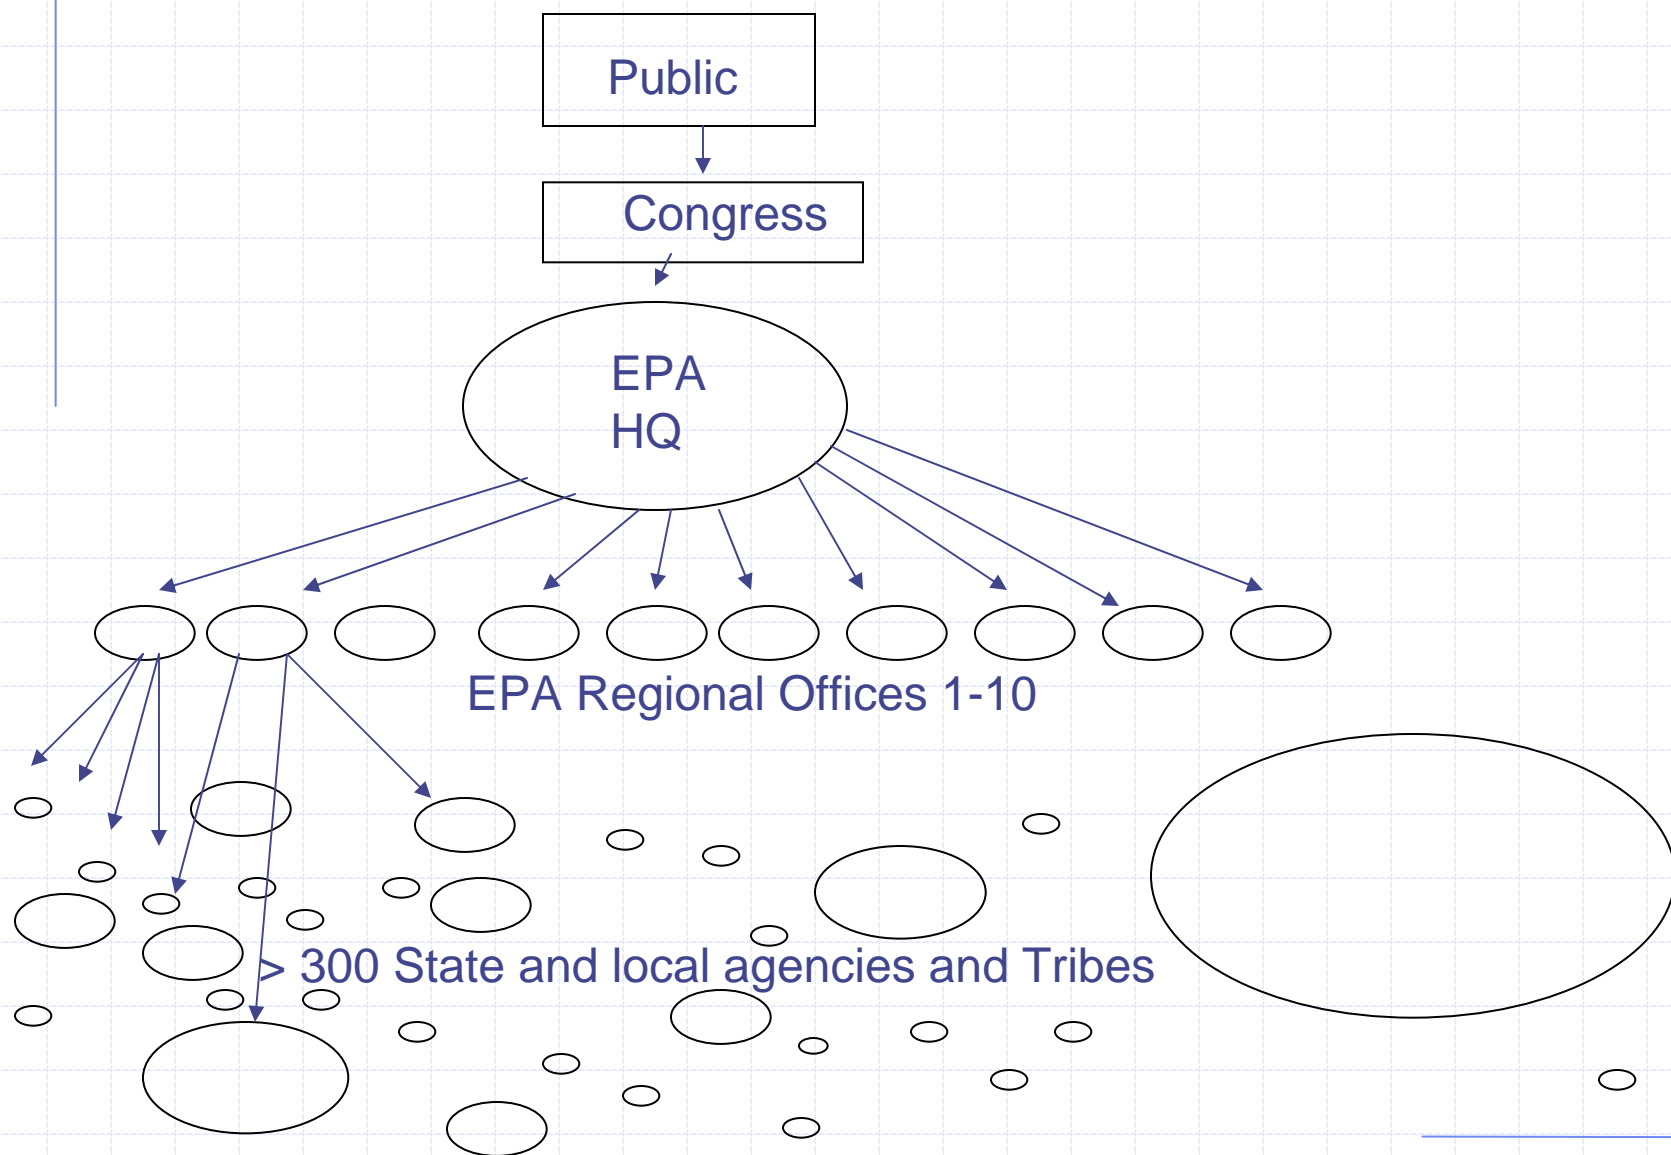 Public
Congress
EPA
HQ
EPA Regional Offices 1-10
> 300 State and local agencies and Tribes